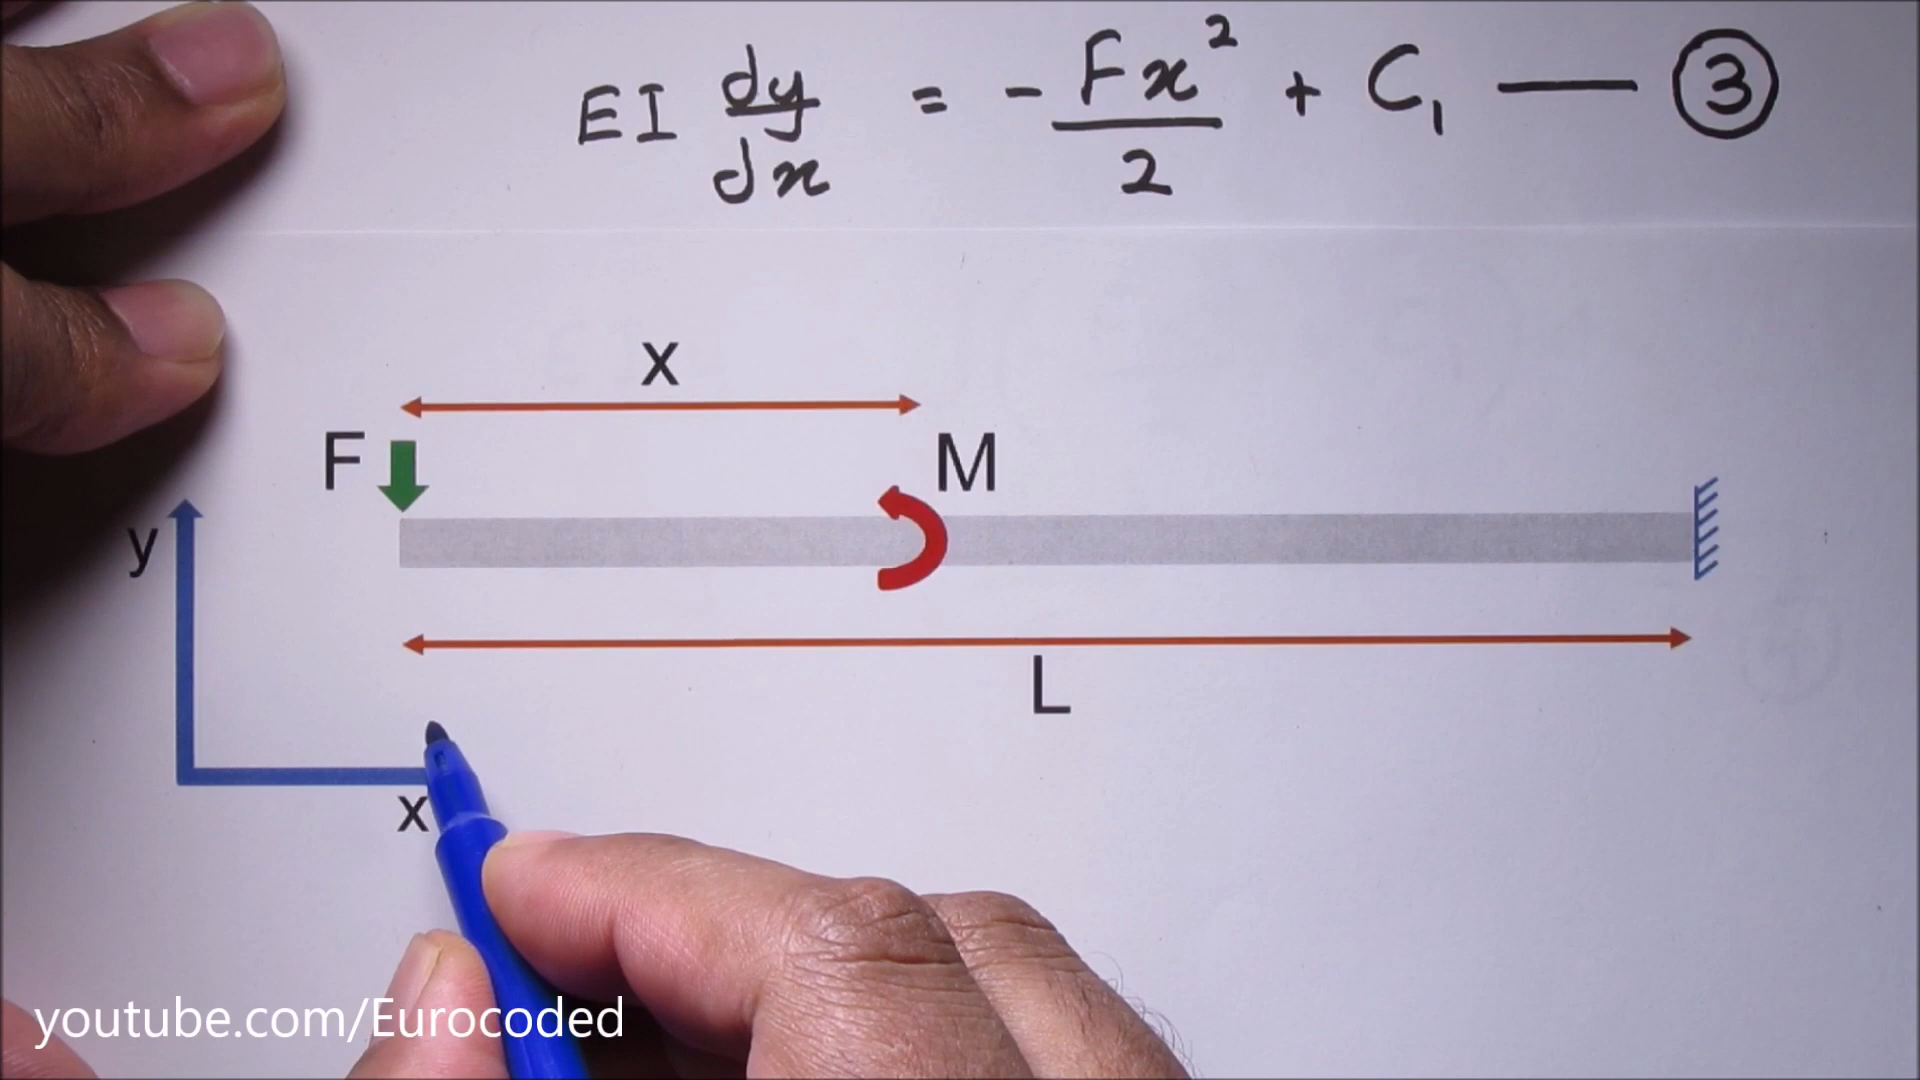 EI dy/dx = - Fx²/2 + C₁ — ③
x
F
M
y
L
x
youtube.com/Eurocoded